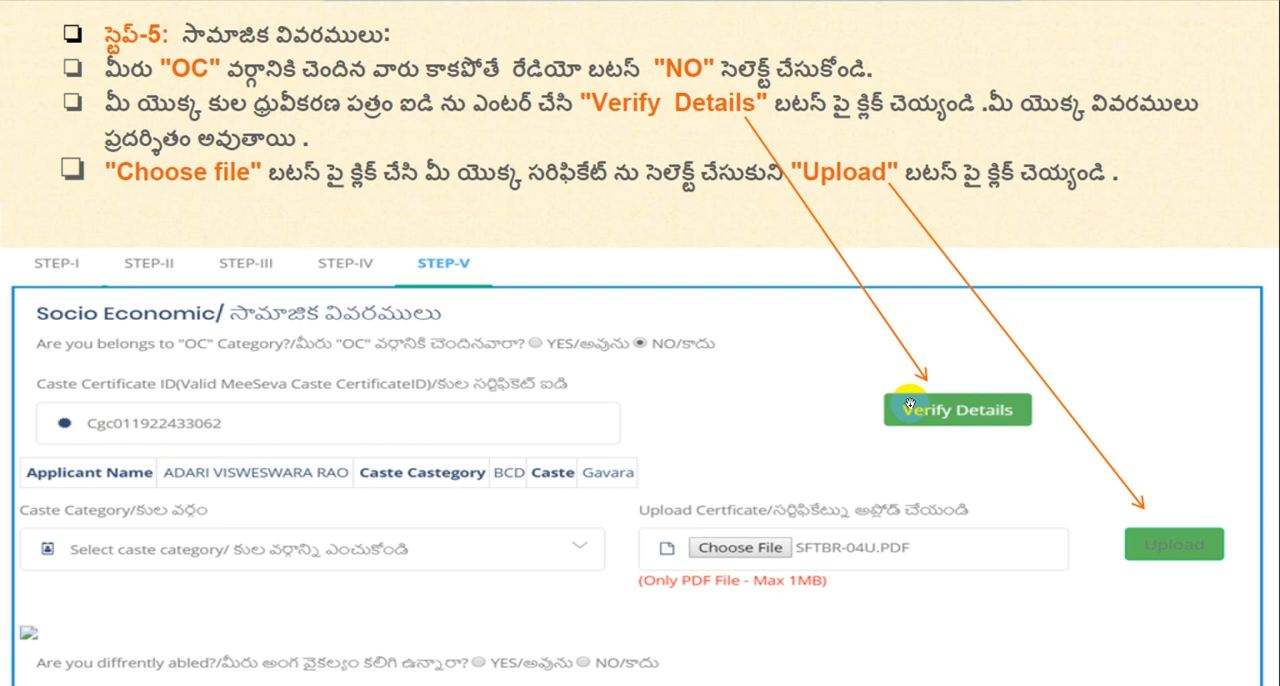 స్టెప్-5: సామాజిక వివరములు:
మీరు "OC" వర్గానికి చెందిన వారు కాకపోతే రేడియో బటన్ "NO" సెలెక్ట్ చేసుకోండి.
మీ యొక్క కుల ధ్రువీకరణ పత్రం ఐడి ను ఎంటర్ చేసి "Verify Details" బటన్ పై క్లిక్ చెయ్యండి .మీ యొక్క వివరములు
ప్రదర్శితం అవుతాయి .
"Choose file" బటన్ పై క్లిక్ చేసి మీ యొక్క సరిఫికేట్ ను సెలెక్ట్ చేసుకుని "Upload" బటన్ పై క్లిక్ చెయ్యండి .
STEP-I STEP-II STEP-III STEP-IV STEP-V
Socio Economic/ సామాజిక వివరములు
Are you belongs to "OC" Category?/మీరు "OC" వర్గానికి చెందినవారా? YES/అవును NO/కాదు
Caste Certificate ID(Valid MeeSeva Caste CertificateID)/కుల సర్టిఫికెట్ ఐడి
Cgc011922433062 Verify Details
Applicant Name ADARI VISWESWARA RAO Caste Castegory BCD Caste Gavara
Caste Category/కుల వర్గం Upload Certficate/సర్టిఫికేట్ను అప్లోడ్ చేయండి
Select caste category/ కుల వర్గాన్ని ఎంచుకోండి Choose File SFTBR-04U.PDF Upload
(Only PDF File - Max 1MB)
Are you diffrently abled?/మీరు అంగ వైకల్యం కలిగి ఉన్నారా? YES/అవును NO/కాదు